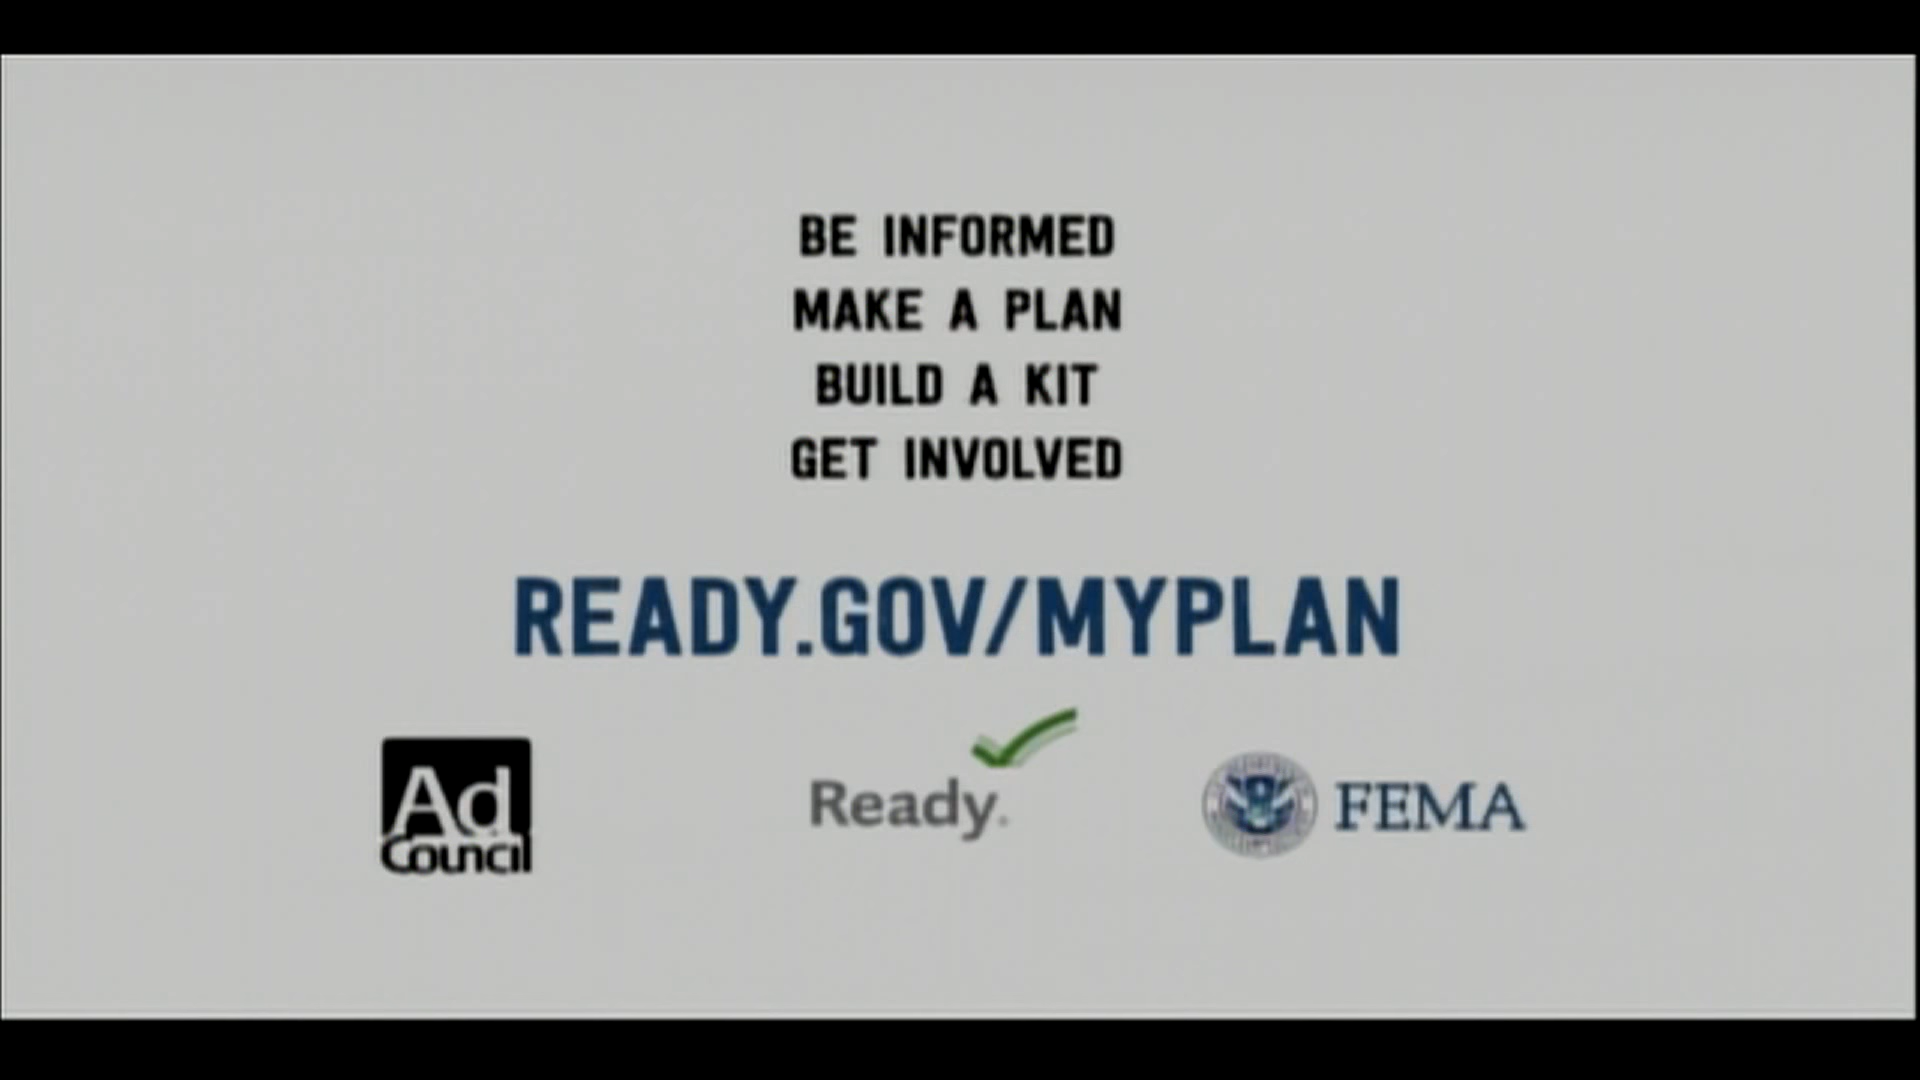 BE INFORMED
MAKE A PLAN
BUILD A KIT
GET INVOLVED
READY.GOV/MYPLAN
Ad
Council
Ready.
FEMA